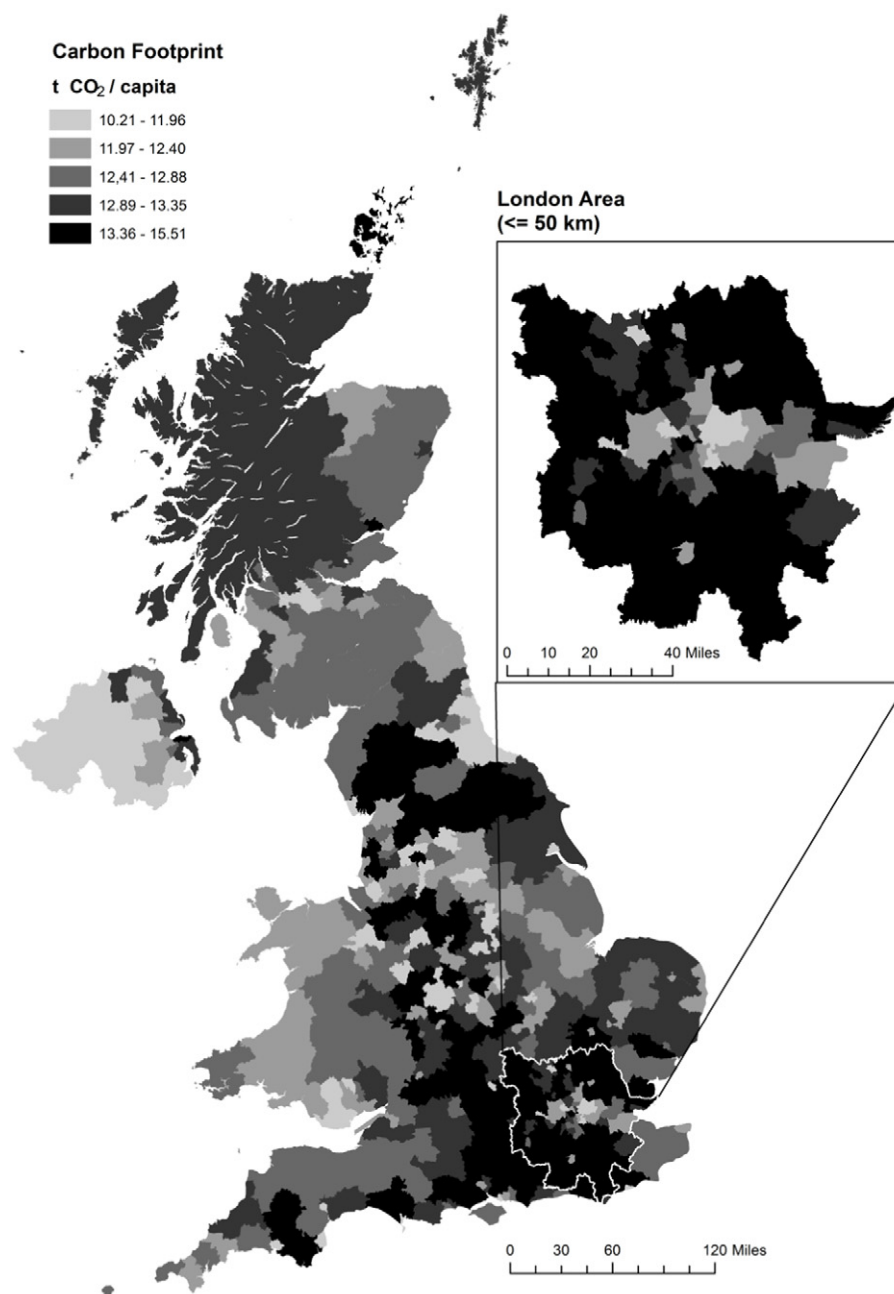 Carbon Footprint
t CO₂ / capita
10.21 - 11.96
11.97 - 12.40
12,41 - 12.88
12.89 - 13.35
13.36 - 15.51
London Area
(<= 50 km)
0 10 20 40 Miles
0 30 60 120 Miles